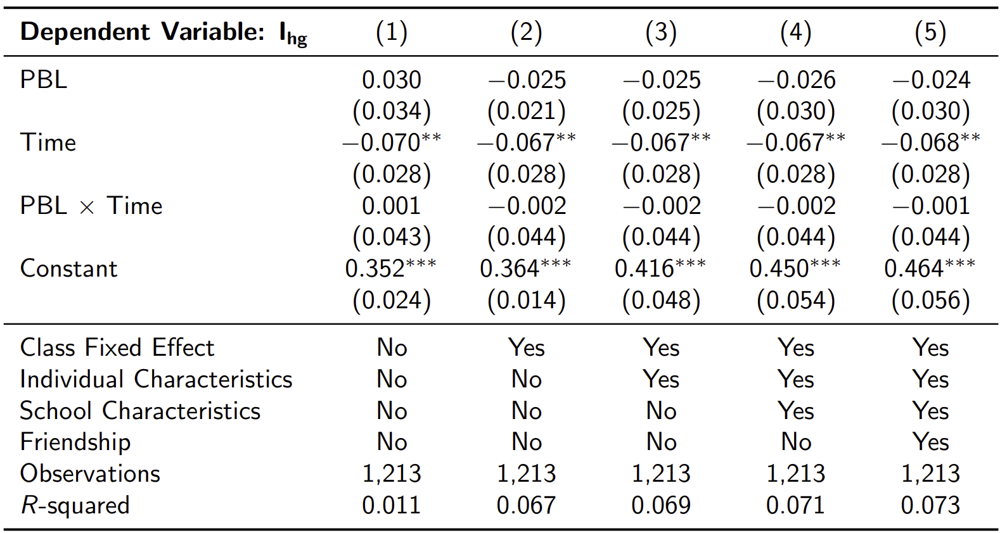 Dependent Variable: I_hg (1) (2) (3) (4) (5)
PBL 0.030 −0.025 −0.025 −0.026 −0.024
(0.034) (0.021) (0.025) (0.030) (0.030)
Time −0.070** −0.067** −0.067** −0.067** −0.068**
(0.028) (0.028) (0.028) (0.028) (0.028)
PBL × Time 0.001 −0.002 −0.002 −0.002 −0.001
(0.043) (0.044) (0.044) (0.044) (0.044)
Constant 0.352*** 0.364*** 0.416*** 0.450*** 0.464***
(0.024) (0.014) (0.048) (0.054) (0.056)
Class Fixed Effect No Yes Yes Yes Yes
Individual Characteristics No No Yes Yes Yes
School Characteristics No No No Yes Yes
Friendship No No No No Yes
Observations 1,213 1,213 1,213 1,213 1,213
R-squared 0.011 0.067 0.069 0.071 0.073